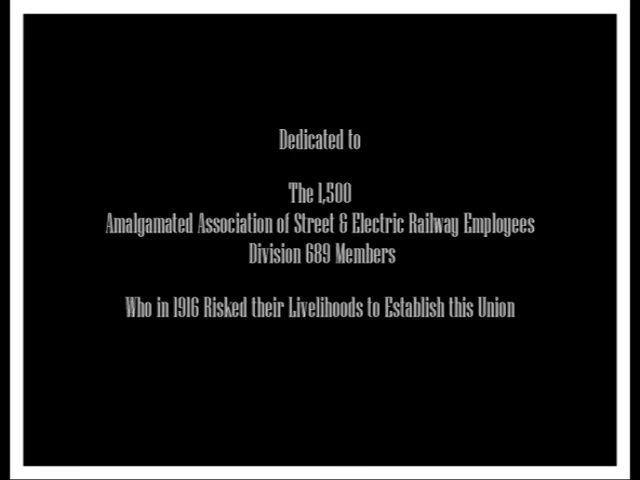 Dedicated to
The 1,500
Amalgamated Association of Street & Electric Railway Employees
Division 689 Members
Who in 1916 Risked their Livelihoods to Establish this Union